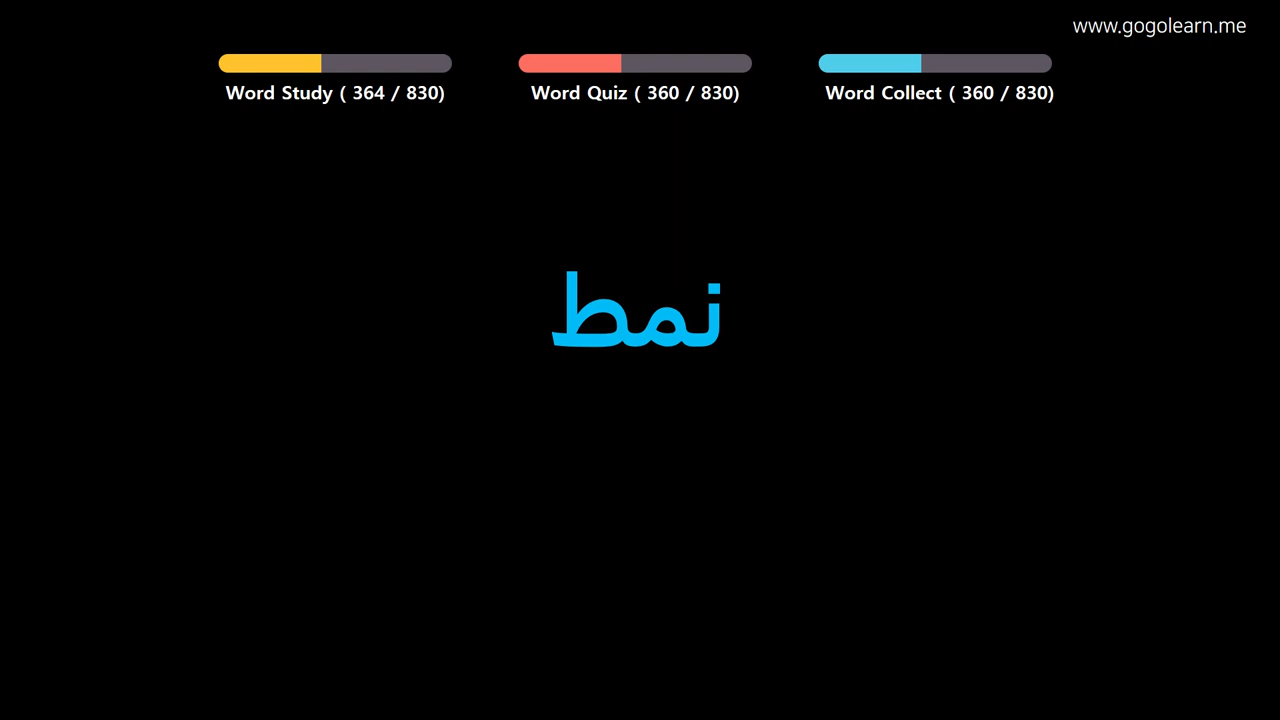 www.gogolearn.me
Word Study ( 364 / 830)
Word Quiz ( 360 / 830)
Word Collect ( 360 / 830)
نمط